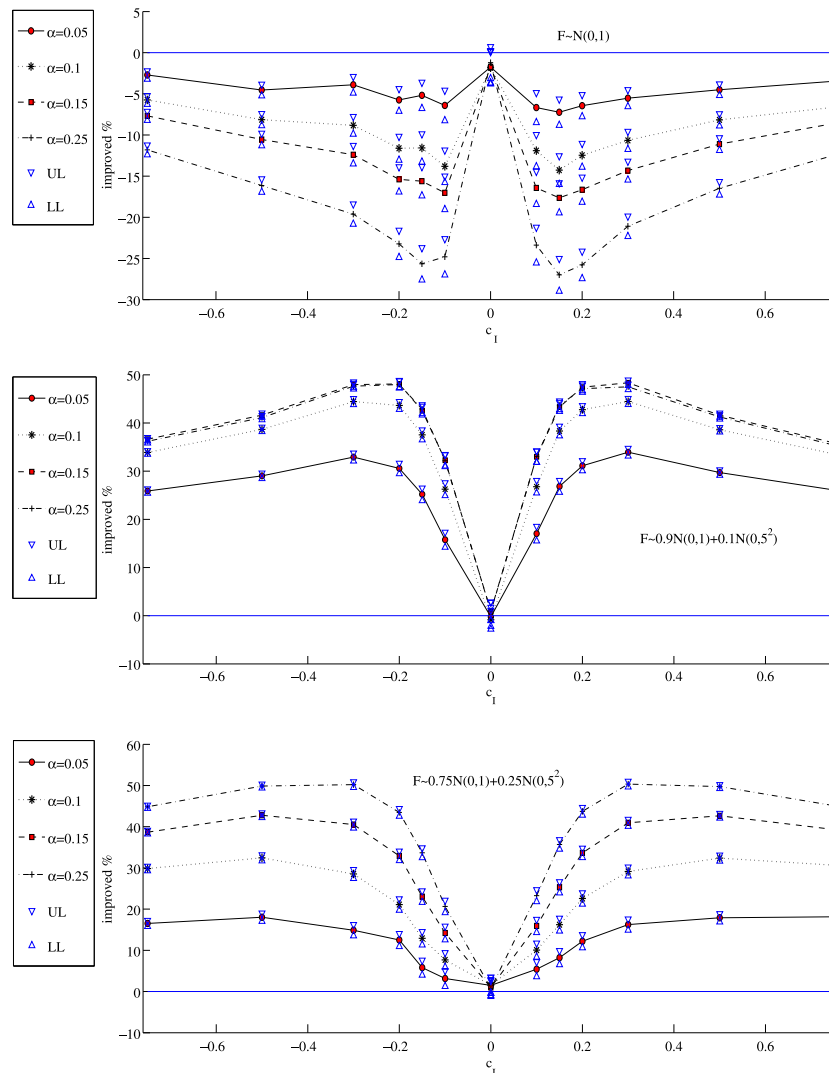 α=0.05
α=0.1
α=0.15
α=0.25
UL
LL
5
0
−5
−10
−15
−20
−25
−30
improved %
F~N(0,1)
−0.6
−0.4
−0.2
0
0.2
0.4
0.6
c_I
α=0.05
α=0.1
α=0.15
α=0.25
UL
LL
50
40
30
20
10
0
−10
improved %
F~0.9N(0,1)+0.1N(0,5²)
−0.6
−0.4
−0.2
0
0.2
0.4
0.6
c_I
α=0.05
α=0.1
α=0.15
α=0.25
UL
LL
60
50
40
30
20
10
0
−10
improved %
F~0.75N(0,1)+0.25N(0,5²)
−0.6
−0.4
−0.2
0
0.2
0.4
0.6
c_I